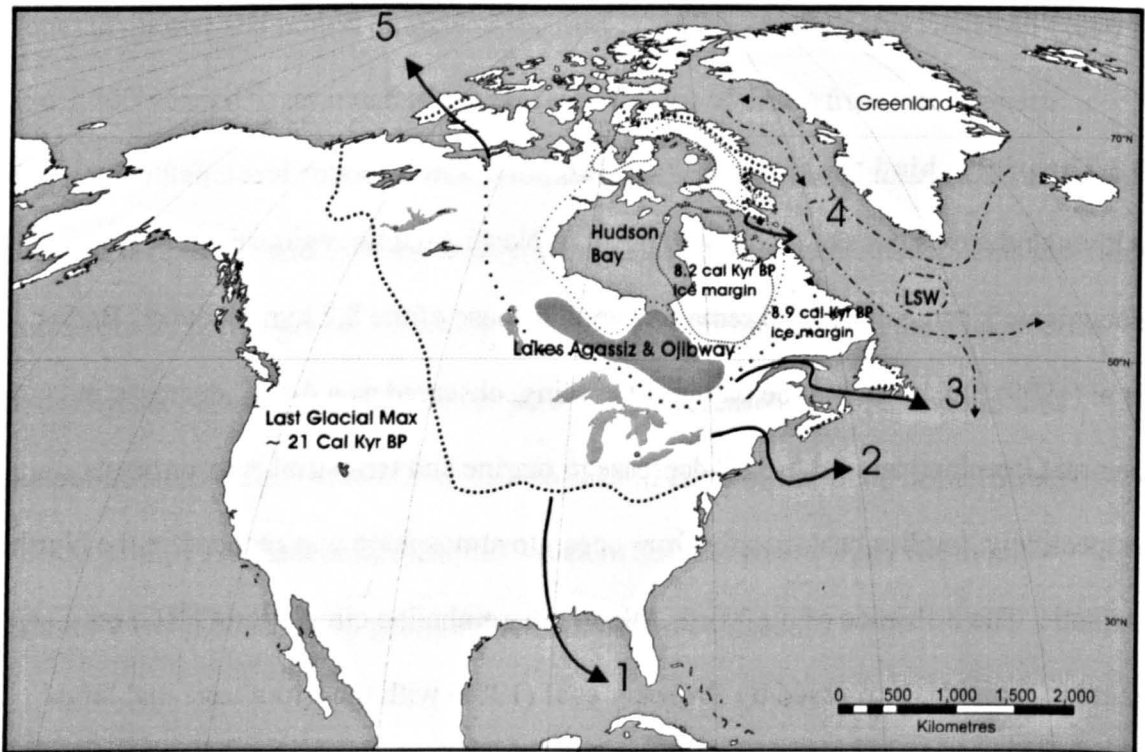 5
Greenland
70°N
4
Hudson
Bay
8.2 cal Kyr BP
ice margin
LSW
8.9 cal Kyr BP
ice margin
Lakes Agassiz & Ojibway
50°N
3
Last Glacial Max
~ 21 Cal Kyr BP
2
30°N
1
0 500 1,000 1,500 2,000
Kilometres